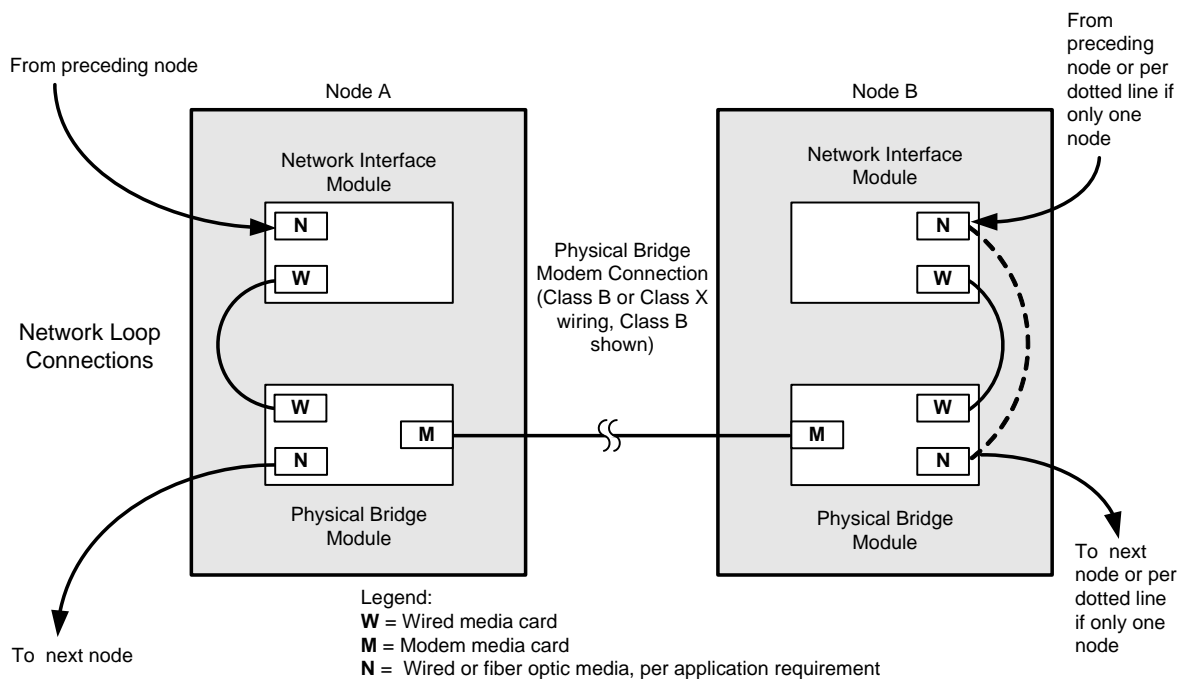 From preceding node
Node A
Network Interface
Module
N
W
Network Loop
Connections
W
M
N
Physical Bridge
Module
To  next node
Physical Bridge
Modem Connection
(Class B or Class X
wiring, Class B
shown)
Node B
Network Interface
Module
N
W
W
M
N
Physical Bridge
Module
From
preceding
node or per
dotted line if
only one
node
To  next
node or per
dotted line
if only one
node
Legend:
W = Wired media card
M = Modem media card
N =  Wired or fiber optic media, per application requirement